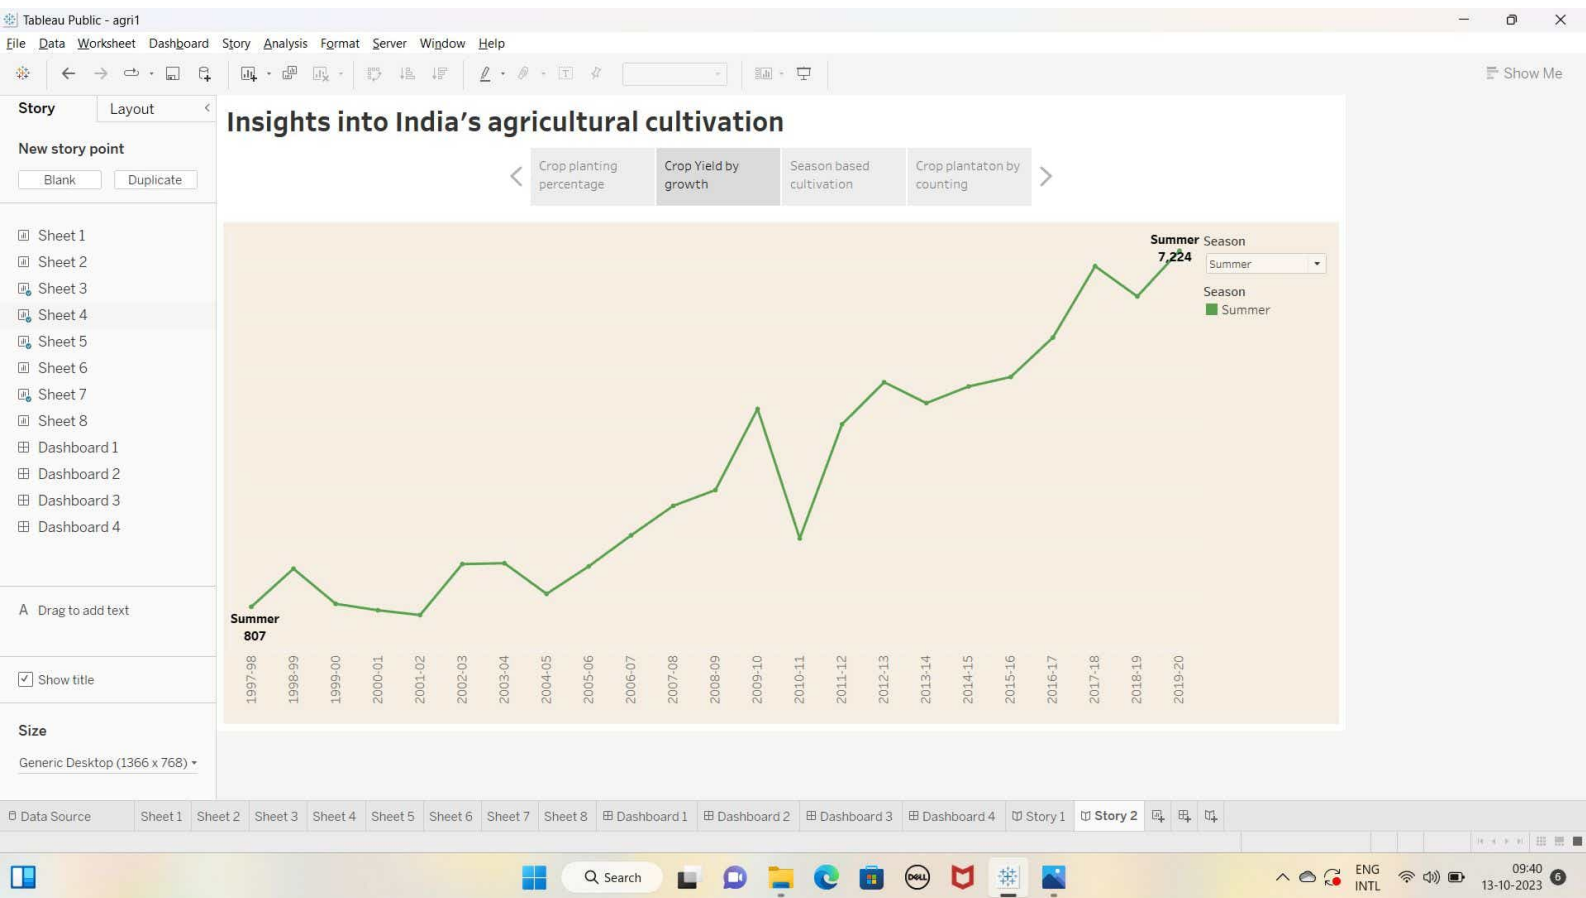 Tableau Public - agri1
File Data Worksheet Dashboard Story Analysis Format Server Window Help
Show Me
Story Layout
New story point
Blank Duplicate
Sheet 1
Sheet 2
Sheet 3
Sheet 4
Sheet 5
Sheet 6
Sheet 7
Sheet 8
Dashboard 1
Dashboard 2
Dashboard 3
Dashboard 4
A Drag to add text
Show title
Size
Generic Desktop (1366 x 768)
Insights into India's agricultural cultivation
Crop planting
percentage
Crop Yield by
growth
Season based
cultivation
Crop plantaton by
counting
Summer
7,224
Season
Summer
Season
Summer
Summer
807
1997-98
1998-99
1999-00
2000-01
2001-02
2002-03
2003-04
2004-05
2005-06
2006-07
2007-08
2008-09
2009-10
2010-11
2011-12
2012-13
2013-14
2014-15
2015-16
2016-17
2017-18
2018-19
2019-20
Data Source Sheet 1 Sheet 2 Sheet 3 Sheet 4 Sheet 5 Sheet 6 Sheet 7 Sheet 8 Dashboard 1 Dashboard 2 Dashboard 3 Dashboard 4 Story 1 Story 2
Search
DELL
ENG
INTL
09:40
13-10-2023
6